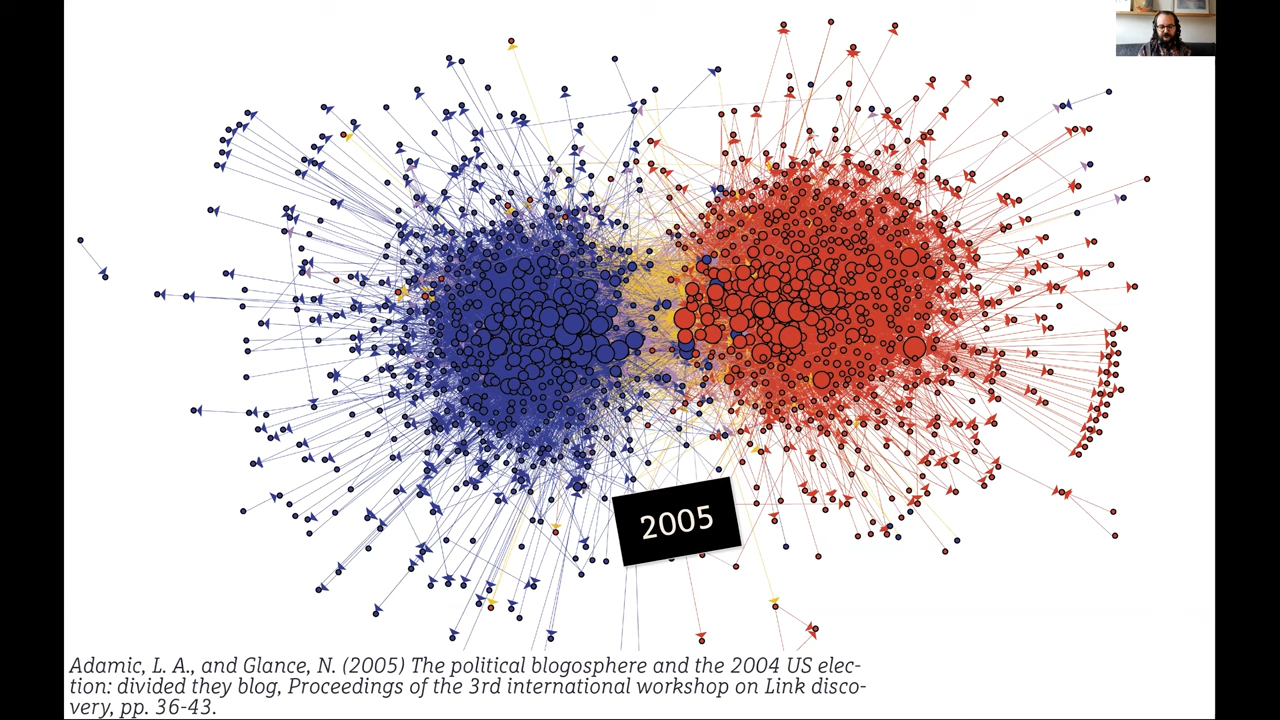 2005
Adamic, L. A., and Glance, N. (2005) The political blogosphere and the 2004 US elec-
tion: divided they blog, Proceedings of the 3rd international workshop on Link disco-
very, pp. 36-43.